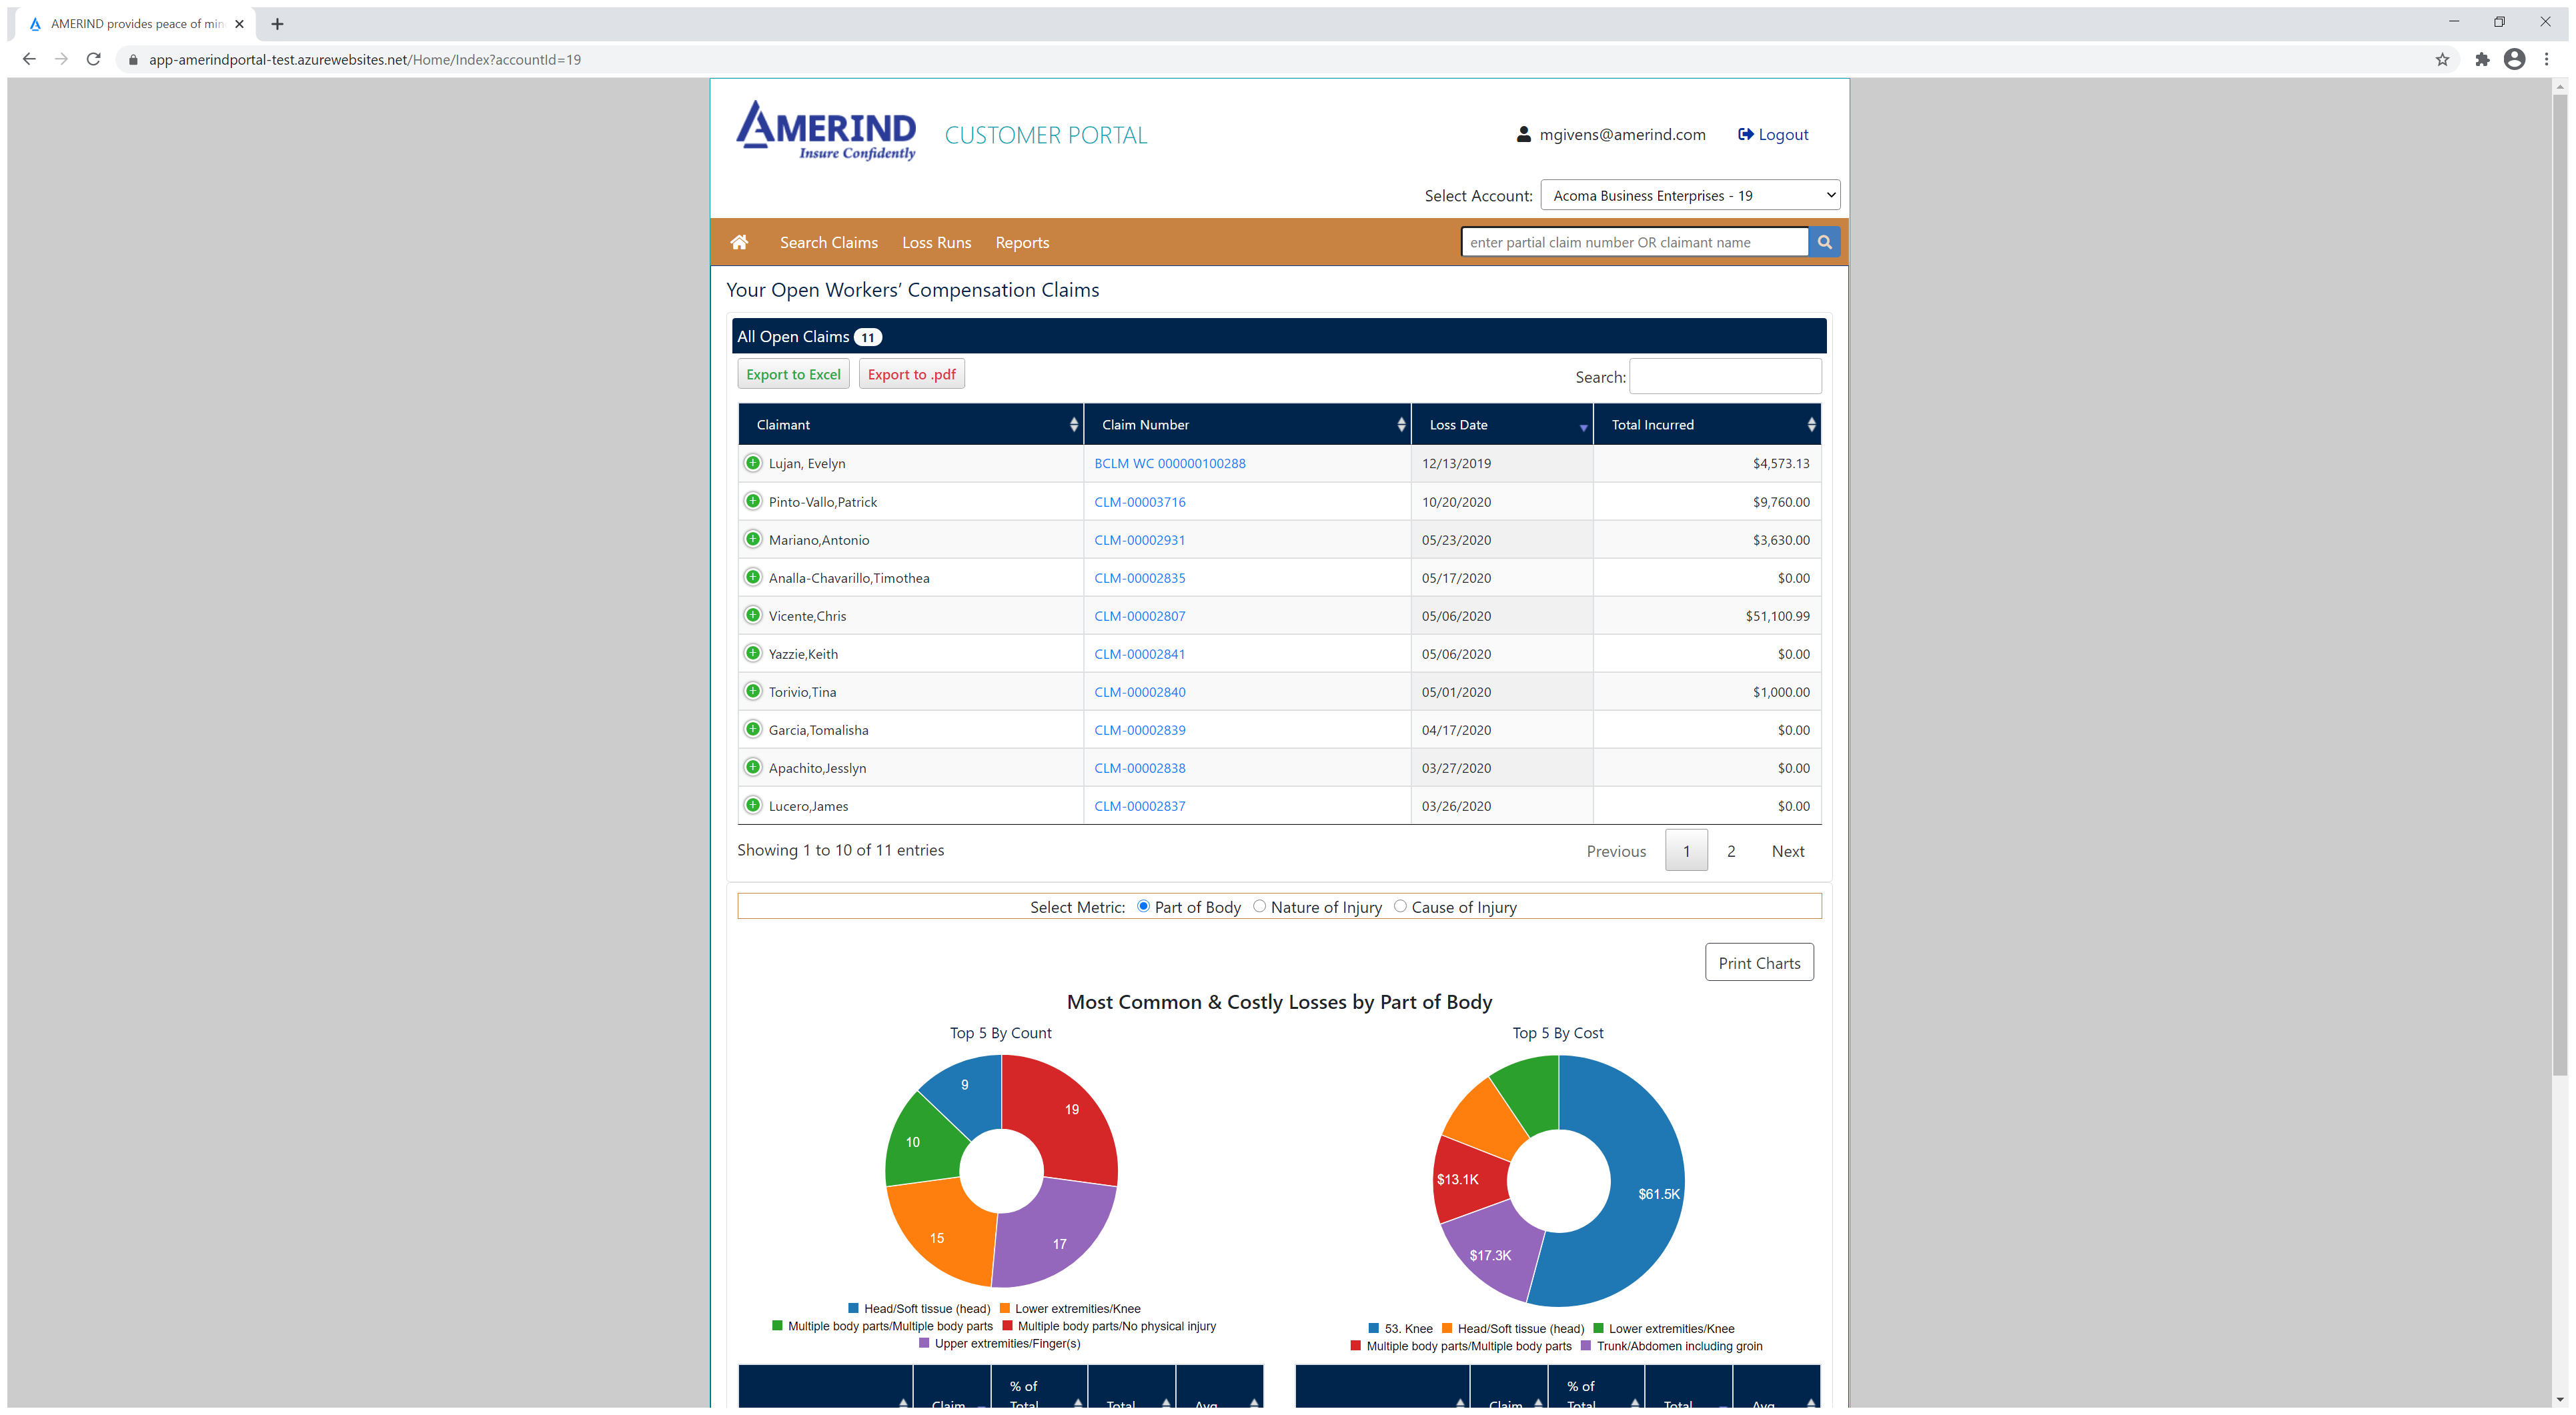 AMERIND provides peace of min
app-amerindportal-test.azurewebsites.net/Home/Index?accountId=19
AMERIND
Insure Confidently
CUSTOMER PORTAL
mgivens@amerind.com Logout
Select Account: Acoma Business Enterprises - 19
Search Claims Loss Runs Reports enter partial claim number OR claimant name
Your Open Workers’ Compensation Claims
All Open Claims 11
Export to Excel Export to .pdf Search:
Claimant Claim Number Loss Date Total Incurred
Lujan, Evelyn BCLM WC 000000100288 12/13/2019 $4,573.13
Pinto-Vallo,Patrick CLM-00003716 10/20/2020 $9,760.00
Mariano,Antonio CLM-00002931 05/23/2020 $3,630.00
Analla-Chavarillo,Timothea CLM-00002835 05/17/2020 $0.00
Vicente,Chris CLM-00002807 05/06/2020 $51,100.99
Yazzie,Keith CLM-00002841 05/06/2020 $0.00
Torivio,Tina CLM-00002840 05/01/2020 $1,000.00
Garcia,Tomalisha CLM-00002839 04/17/2020 $0.00
Apachito,Jesslyn CLM-00002838 03/27/2020 $0.00
Lucero,James CLM-00002837 03/26/2020 $0.00
Showing 1 to 10 of 11 entries Previous 1 2 Next
Select Metric: Part of Body Nature of Injury Cause of Injury
Print Charts
Most Common & Costly Losses by Part of Body
Top 5 By Count
9
19
10
15
17
Head/Soft tissue (head) Lower extremities/Knee
Multiple body parts/Multiple body parts Multiple body parts/No physical injury
Upper extremities/Finger(s)
Top 5 By Cost
$13.1K
$61.5K
$17.3K
53. Knee Head/Soft tissue (head) Lower extremities/Knee
Multiple body parts/Multiple body parts Trunk/Abdomen including groin
% of
Claim Total Total Avg
% of
Claim Total Total Avg